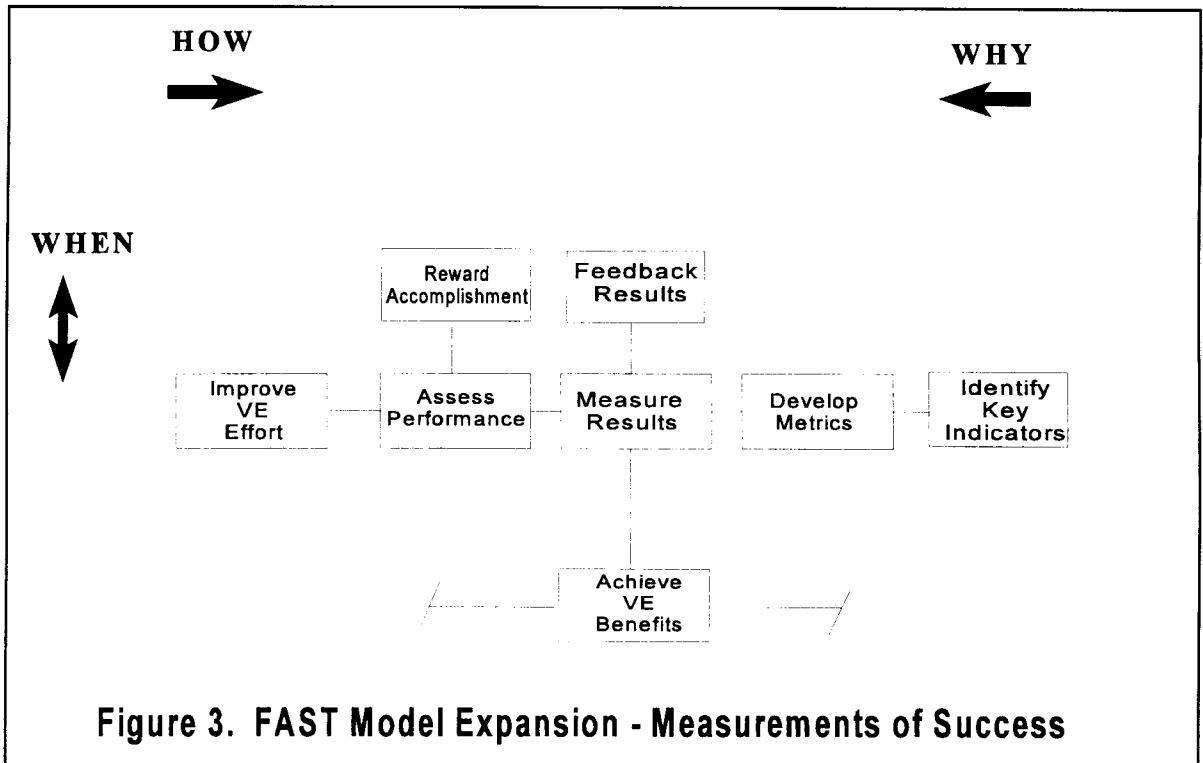 HOW
WHY
WHEN
Reward
Accomplishment
Feedback
Results
Improve
VE
Effort
Assess
Performance
Measure
Results
Develop
Metrics
Identify
Key
Indicators
Achieve
VE
Benefits
Figure 3. FAST Model Expansion - Measurements of Success